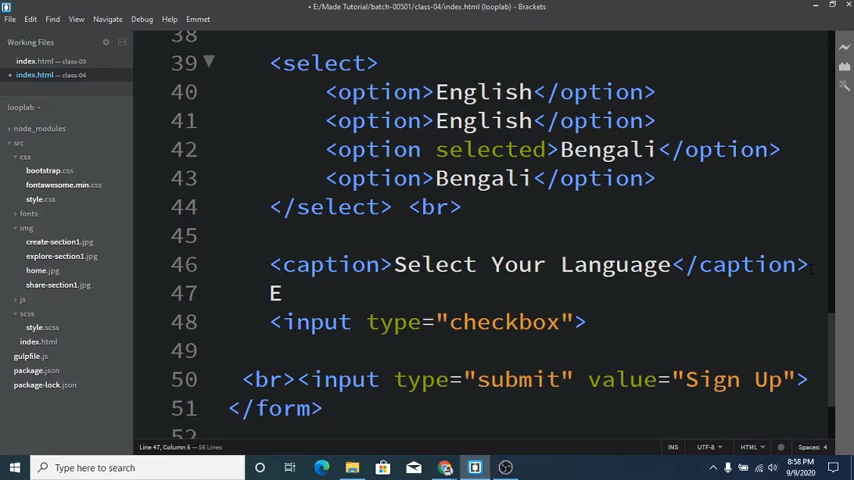 • E:/Made Tutorial/batch-00501/class-04/index.html (looplab) - Brackets
File Edit Find View Navigate Debug Help Emmet
Working Files
index.html — class-03
index.html — class-04
looplab
node_modules
src
css
bootstrap.css
fontawesome.min.css
style.css
fonts
img
create-section1.jpg
explore-section1.jpg
home.jpg
share-section1.jpg
js
scss
style.scss
index.html
gulpfile.js
package.json
package-lock.json
38
39 <select>
40 <option>English</option>
41 <option>English</option>
42 <option selected>Bengali</option>
43 <option>Bengali</option>
44 </select> <br>
45
46 <caption>Select Your Language</caption>
47 E
48 <input type="checkbox">
49
50 <br><input type="submit" value="Sign Up">
51 </form>
52
Line 47, Column 6 — 56 Lines
INS UTF-8 HTML Spaces: 4
Type here to search
8:58 PM
9/9/2020